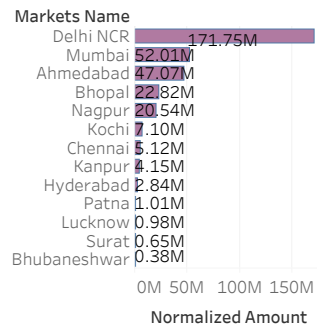 Markets Name
Delhi NCR 171.75M
Mumbai 52.01M
Ahmedabad 47.07M
Bhopal 22.82M
Nagpur 20.54M
Kochi 7.10M
Chennai 5.12M
Kanpur 4.15M
Hyderabad 2.84M
Patna 1.01M
Lucknow 0.98M
Surat 0.65M
Bhubaneshwar 0.38M
0M 50M 100M 150M
Normalized Amount